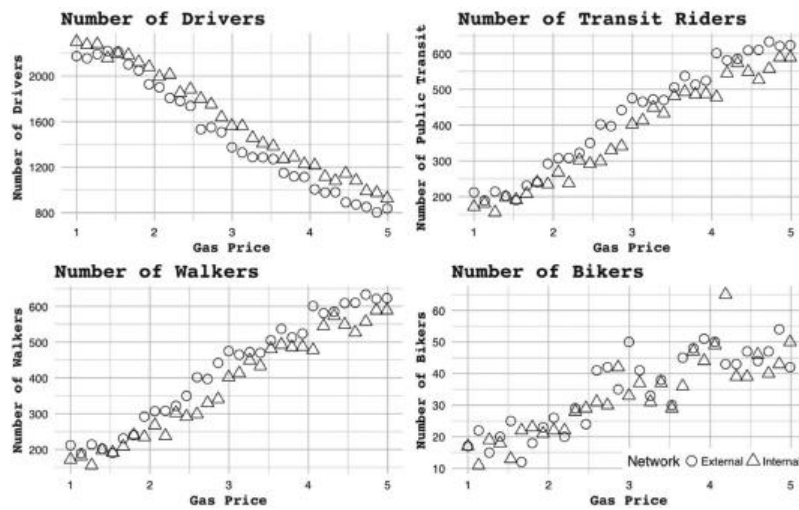 Number of Drivers
Number of Drivers
2200
1800
1600
1200
800
1 2 3 4 5
Gas Price
Number of Transit Riders
Number of Public Transit
600
500
400
300
200
1 2 3 4 5
Gas Price
Number of Walkers
Number of Walkers
600
500
400
300
200
1 2 3 4 5
Gas Price
Number of Bikers
Number of Bikers
60
50
40
30
20
10
Network External Internal
1 2 3 4 5
Gas Price